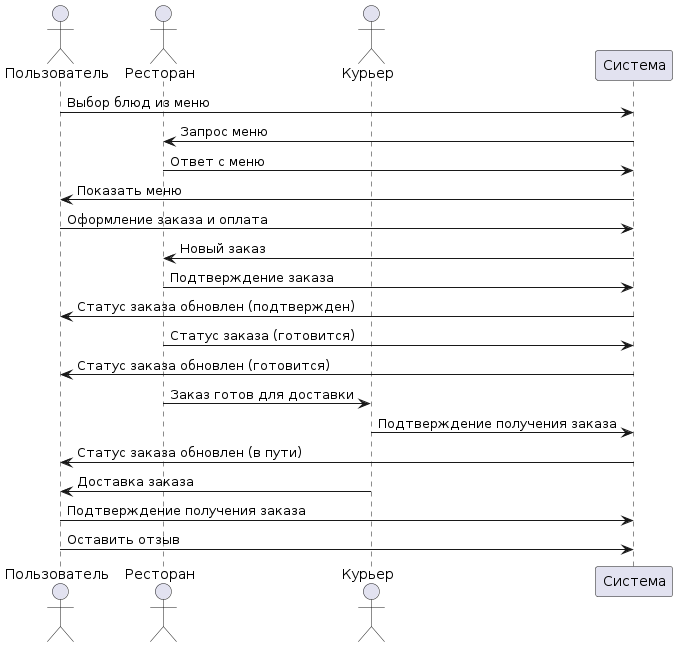 Пользователь Ресторан Курьер Система
Выбор блюд из меню
Запрос меню
Ответ с меню
Показать меню
Оформление заказа и оплата
Новый заказ
Подтверждение заказа
Статус заказа обновлен (подтвержден)
Статус заказа (готовится)
Статус заказа обновлен (готовится)
Заказ готов для доставки
Подтверждение получения заказа
Статус заказа обновлен (в пути)
Доставка заказа
Подтверждение получения заказа
Оставить отзыв
Пользователь Ресторан Курьер Система